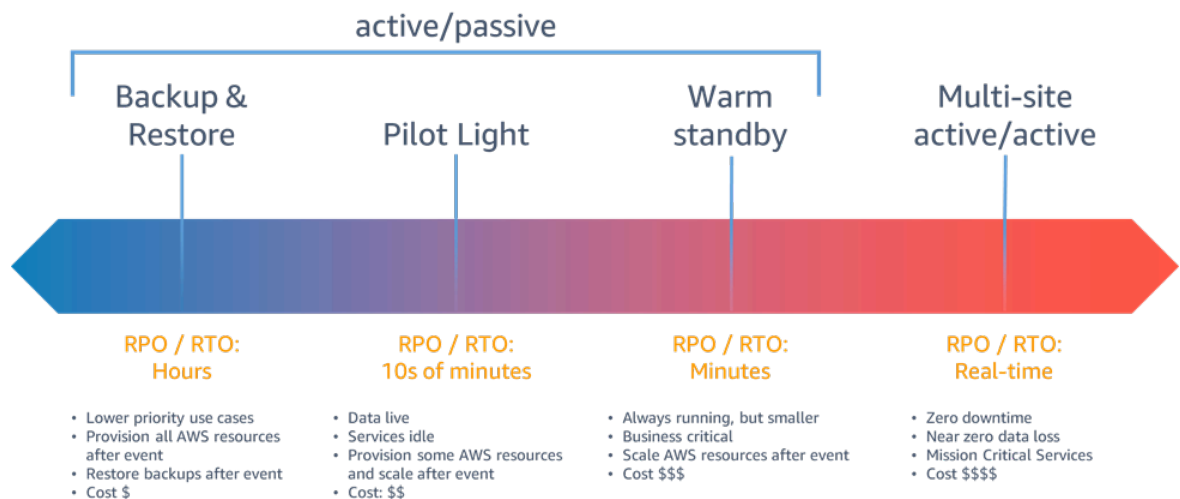 active/passive
Backup &
Restore
Pilot Light
Warm
standby
Multi-site
active/active
RPO / RTO:
Hours
RPO / RTO:
10s of minutes
RPO / RTO:
Minutes
RPO / RTO:
Real-time
• Lower priority use cases
• Provision all AWS resources
after event
• Restore backups after event
• Cost $
• Data live
• Services idle
• Provision some AWS resources
and scale after event
• Cost: $$
• Always running, but smaller
• Business critical
• Scale AWS resources after event
• Cost $$$
• Zero downtime
• Near zero data loss
• Mission Critical Services
• Cost $$$$